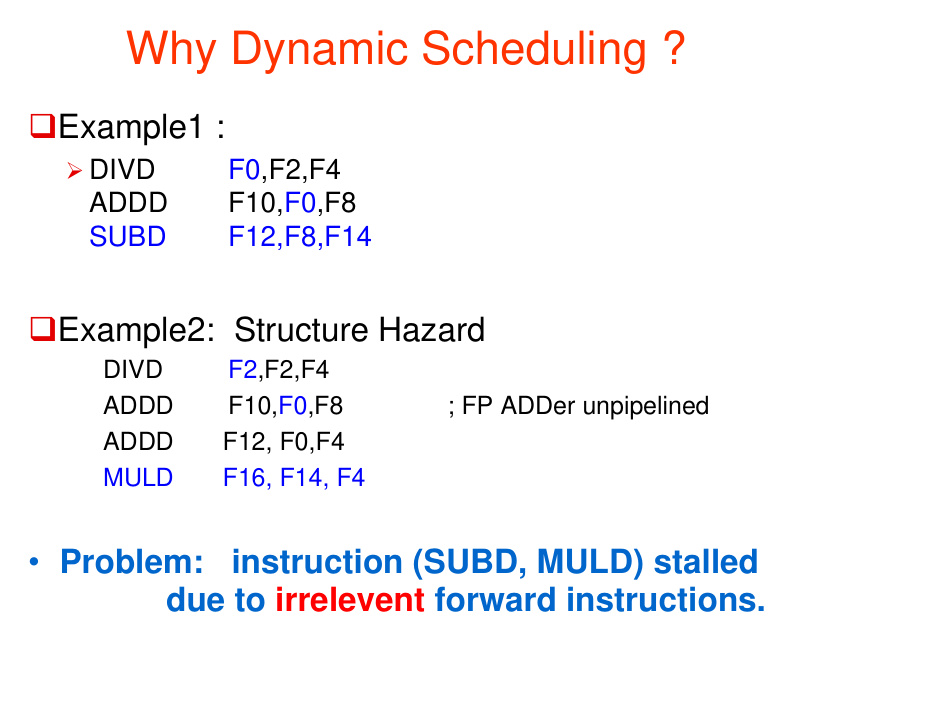 Why Dynamic Scheduling ?
❑Example1 :
➢ DIVD F0,F2,F4
ADDD F10,F0,F8
SUBD F12,F8,F14
❑Example2: Structure Hazard
DIVD F2,F2,F4
ADDD F10,F0,F8 ; FP ADDer unpipelined
ADDD F12, F0,F4
MULD F16, F14, F4
• Problem: instruction (SUBD, MULD) stalled
due to irrelevent forward instructions.